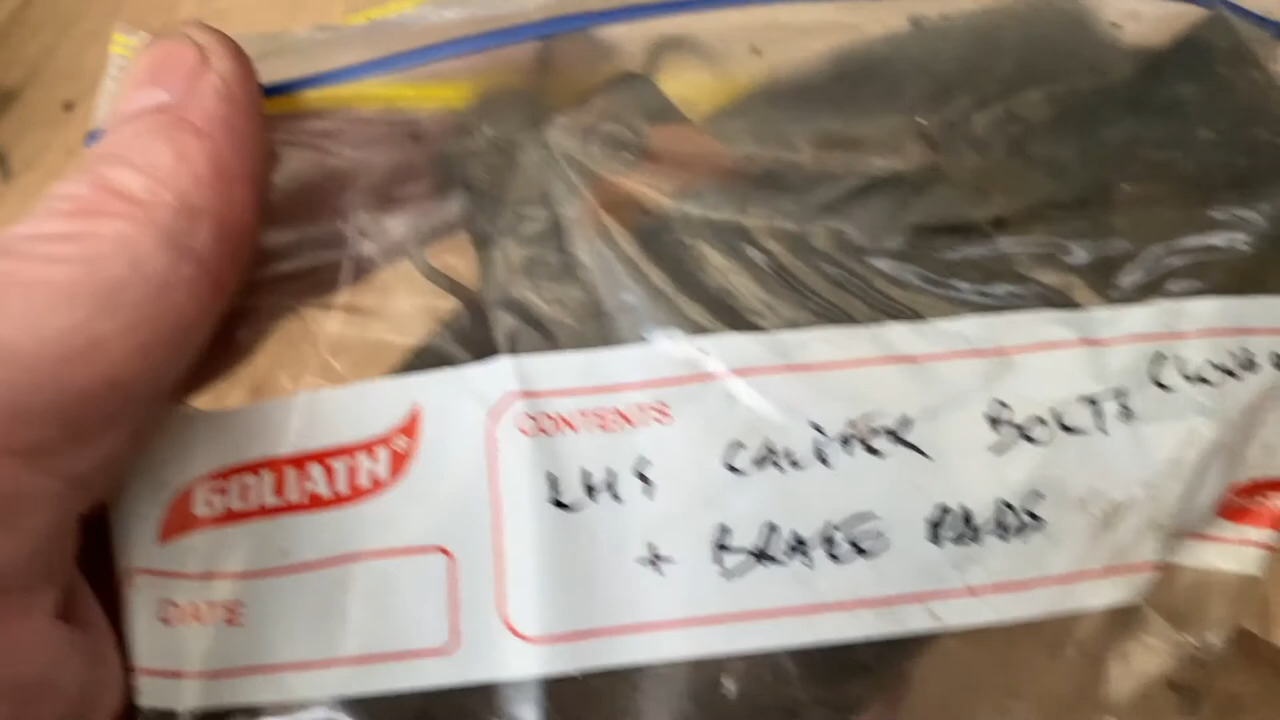 GOLIATH
CONTENTS
LHS CALIPER BOLTS
+ BRAKE PADS
DATE